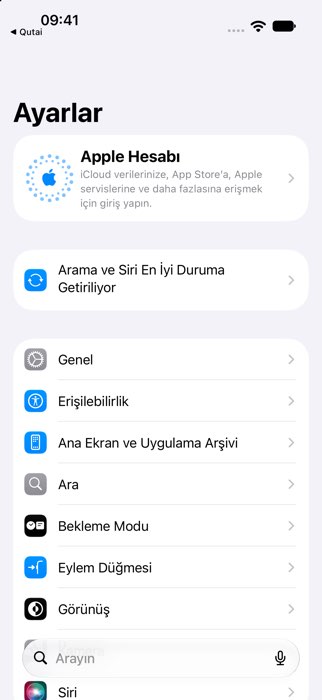 09:41
◀ Qutai
Ayarlar
Apple Hesabı
iCloud verilerinize, App Store'a, Apple
servislerine ve daha fazlasına erişmek
için giriş yapın.
Arama ve Siri En İyi Duruma
Getiriliyor
Genel
Erişilebilirlik
Ana Ekran ve Uygulama Arşivi
Ara
Bekleme Modu
Eylem Düğmesi
Görünüş
Kamera
Arayın
Siri